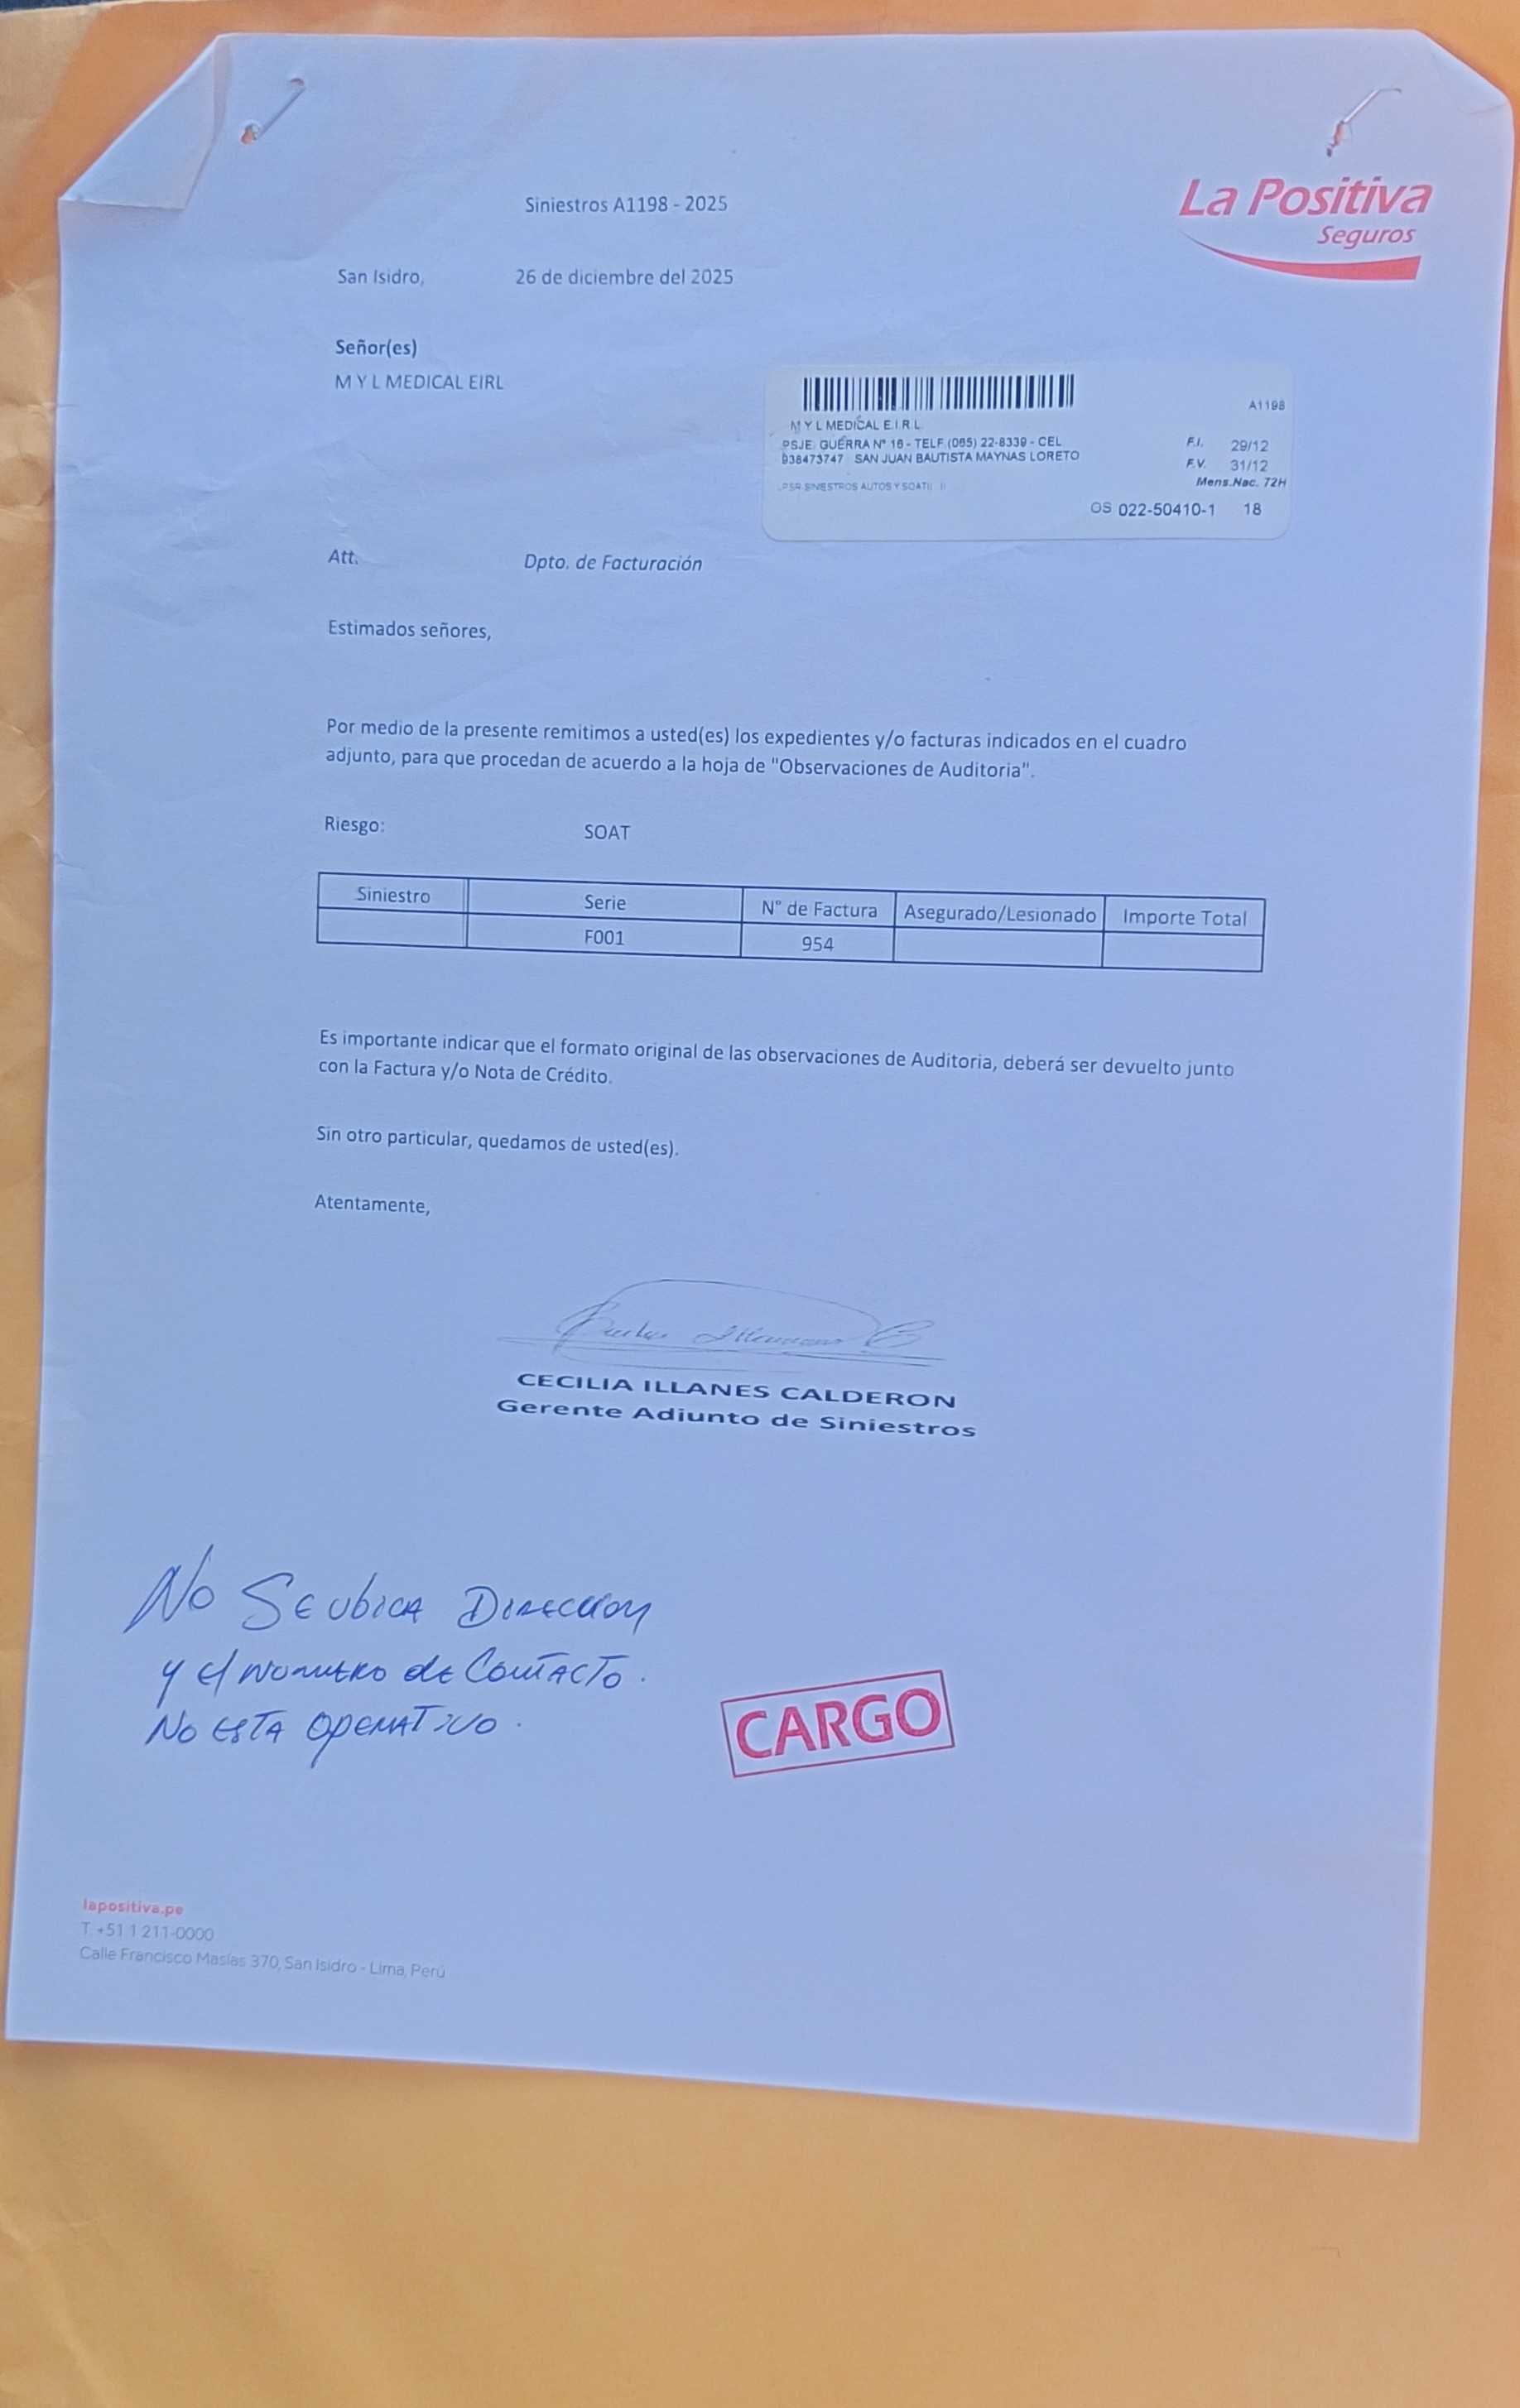 Siniestros A1198 - 2025
La Positiva
Seguros
San Isidro, 26 de diciembre del 2025
Señor(es)
M Y L MEDICAL EIRL
A1198
M Y L MEDICAL E.I.R.L
PSJE. GUERRA N° 16 - TELF.(065) 22-8339 - CEL
938473747 SAN JUAN BAUTISTA MAYNAS LORETO
F.I. 29/12
F.V. 31/12
Mens.Nac. 72H
SINIESTROS AUTOS Y SOAT
OS 022-50410-1 18
Att. Dpto. de Facturación
Estimados señores,
Por medio de la presente remitimos a usted(es) los expedientes y/o facturas indicados en el cuadro
adjunto, para que procedan de acuerdo a la hoja de "Observaciones de Auditoria".
Riesgo: SOAT
Siniestro Serie N° de Factura Asegurado/Lesionado Importe Total
F001 954
Es importante indicar que el formato original de las observaciones de Auditoria, deberá ser devuelto junto
con la Factura y/o Nota de Crédito.
Sin otro particular, quedamos de usted(es).
Atentamente,
CECILIA ILLANES CALDERON
Gerente Adjunto de Siniestros
No SE UBICA DIRECCION
y el NUMERO de CONTACTO.
No ESTA OPERATIVO.
CARGO
lapositiva.pe
T. +51 1 211-0000
Calle Francisco Masías 370, San Isidro - Lima, Perú